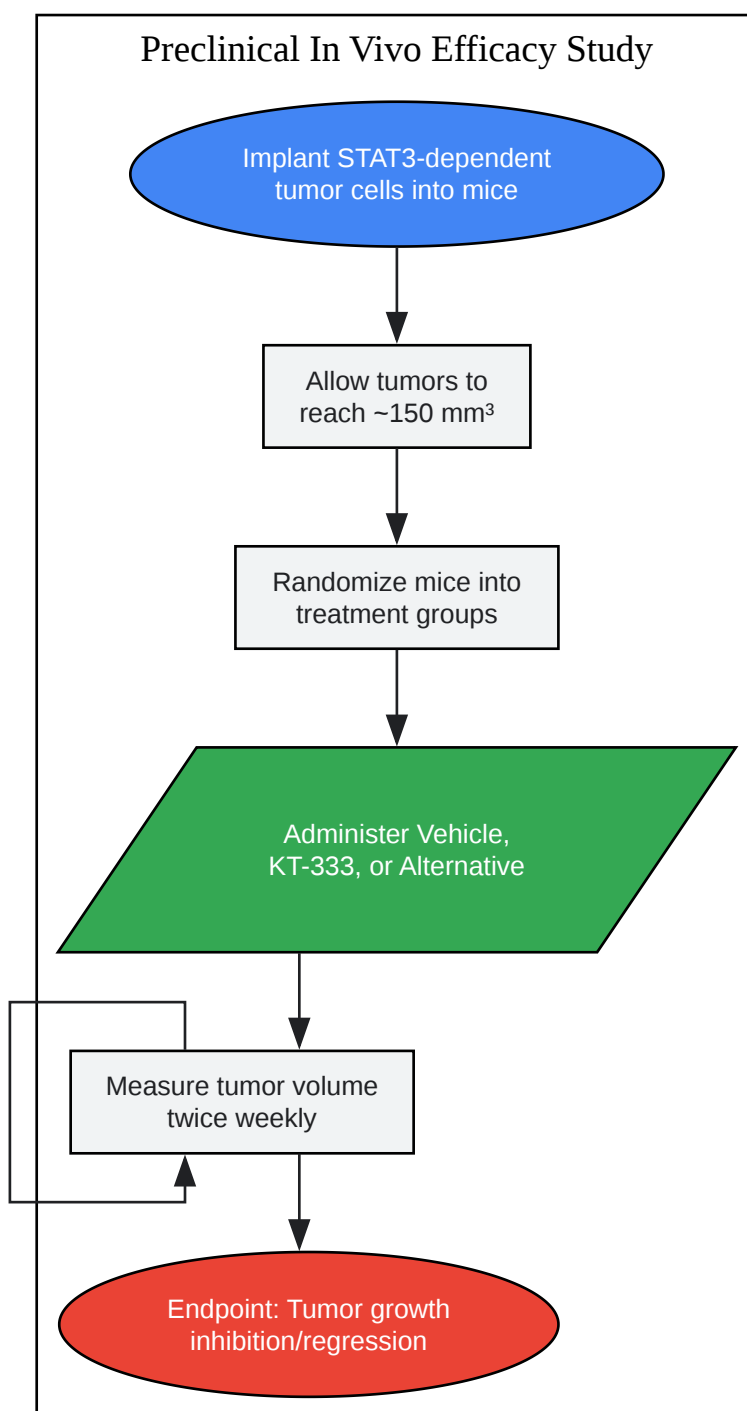 Preclinical In Vivo Efficacy Study
Implant STAT3-dependent
tumor cells into mice
Allow tumors to
reach ~150 mm³
Randomize mice into
treatment groups
Administer Vehicle,
KT-333, or Alternative
Measure tumor volume
twice weekly
Endpoint: Tumor growth
inhibition/regression